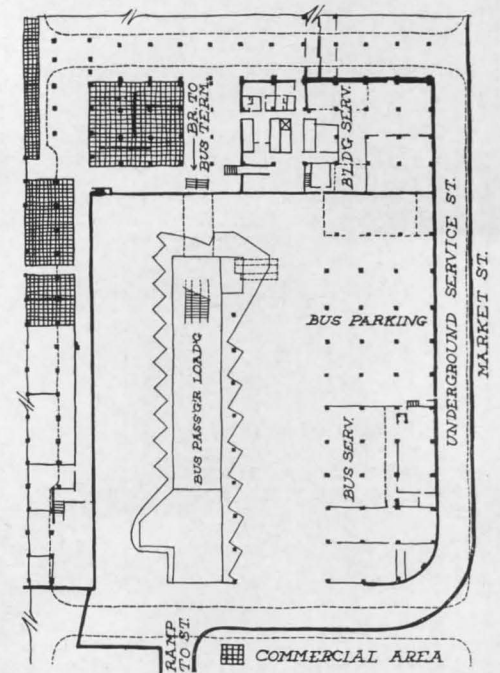 BR. TO
BUS TERM.
BLDG SERV.
UNDERGROUND SERVICE ST.
MARKET ST.
BUS PARKING
BUS PASS'G'R LOAD'G
BUS SERV.
RAMP
TO ST.
COMMERCIAL AREA